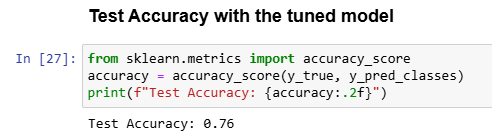 Test Accuracy with the tuned model
In [27]: from sklearn.metrics import accuracy_score
accuracy = accuracy_score(y_true, y_pred_classes)
print(f"Test Accuracy: {accuracy:.2f}")
Test Accuracy: 0.76